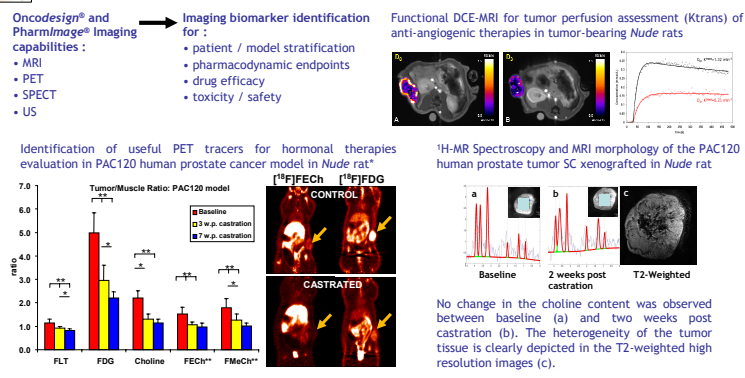 Oncodesign® and
PharmImage® Imaging
capabilities :
• MRI
• PET
• SPECT
• US
Imaging biomarker identification
for :
• patient / model stratification
• pharmacodynamic endpoints
• drug efficacy
• toxicity / safety
Functional DCE-MRI for tumor perfusion assessment (Ktrans) of
anti-angiogenic therapies in tumor-bearing Nude rats
A
B
Identification of useful PET tracers for hormonal therapies
evaluation in PAC120 human prostate cancer model in Nude rat*
Tumor/Muscle Ratio: PAC120 model
Baseline
3 w.p. castration
7 w.p. castration
ratio
7.0
6.0
5.0
4.0
3.0
2.0
1.0
0.0
**
*
**
*
**
*
**
**
*
FLT
FDG
Choline
FECh**
FMeCh**
[18F]FECh
[18F]FDG
CONTROL
CASTRATED
¹H-MR Spectroscopy and MRI morphology of the PAC120
human prostate tumor SC xenografted in Nude rat
a
b
c
Baseline
2 weeks post
castration
T2-Weighted
No change in the choline content was observed
between baseline (a) and two weeks post
castration (b). The heterogeneity of the tumor
tissue is clearly depicted in the T2-weighted high
resolution images (c).